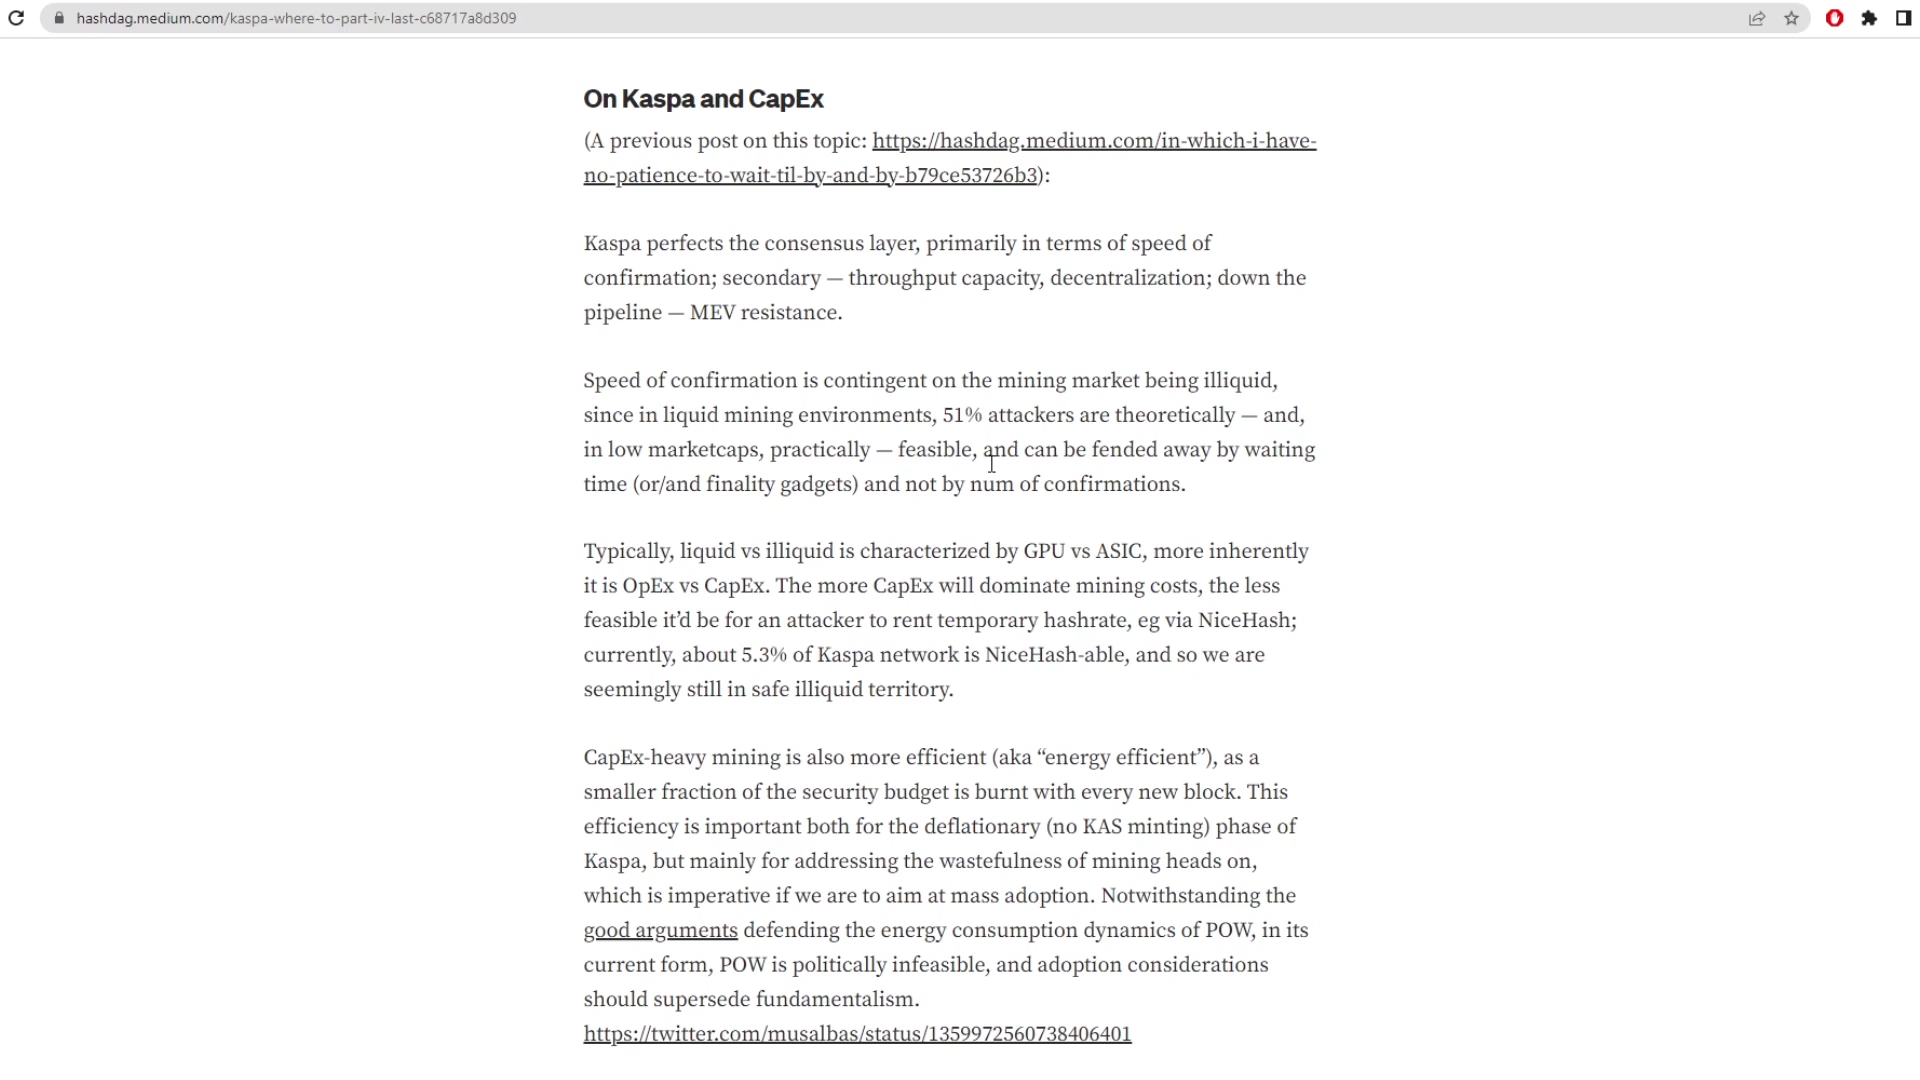 hashdag.medium.com/kaspa-where-to-part-iv-last-c68717a8d309
On Kaspa and CapEx
(A previous post on this topic: https://hashdag.medium.com/in-which-i-have-
no-patience-to-wait-til-by-and-by-b79ce53726b3):
Kaspa perfects the consensus layer, primarily in terms of speed of
confirmation; secondary — throughput capacity, decentralization; down the
pipeline — MEV resistance.
Speed of confirmation is contingent on the mining market being illiquid,
since in liquid mining environments, 51% attackers are theoretically — and,
in low marketcaps, practically — feasible, and can be fended away by waiting
time (or/and finality gadgets) and not by num of confirmations.
Typically, liquid vs illiquid is characterized by GPU vs ASIC, more inherently
it is OpEx vs CapEx. The more CapEx will dominate mining costs, the less
feasible it’d be for an attacker to rent temporary hashrate, eg via NiceHash;
currently, about 5.3% of Kaspa network is NiceHash-able, and so we are
seemingly still in safe illiquid territory.
CapEx-heavy mining is also more efficient (aka “energy efficient”), as a
smaller fraction of the security budget is burnt with every new block. This
efficiency is important both for the deflationary (no KAS minting) phase of
Kaspa, but mainly for addressing the wastefulness of mining heads on,
which is imperative if we are to aim at mass adoption. Notwithstanding the
good arguments defending the energy consumption dynamics of POW, in its
current form, POW is politically infeasible, and adoption considerations
should supersede fundamentalism.
https://twitter.com/musalbas/status/1359972560738406401